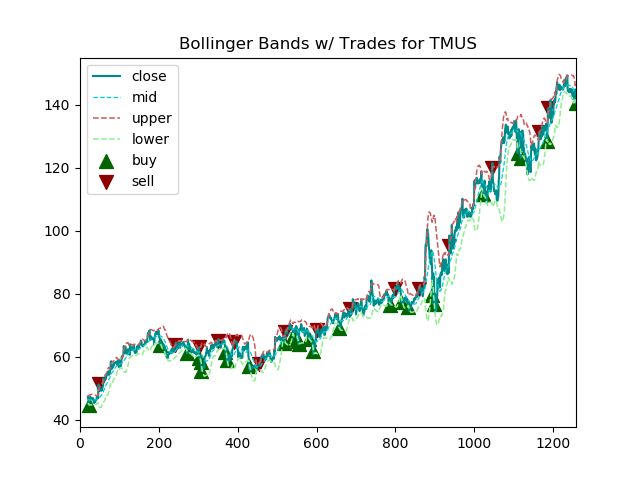 Bollinger Bands w/ Trades for TMUS
close
mid
upper
lower
buy
sell
140
120
100
80
60
40
0 200 400 600 800 1000 1200